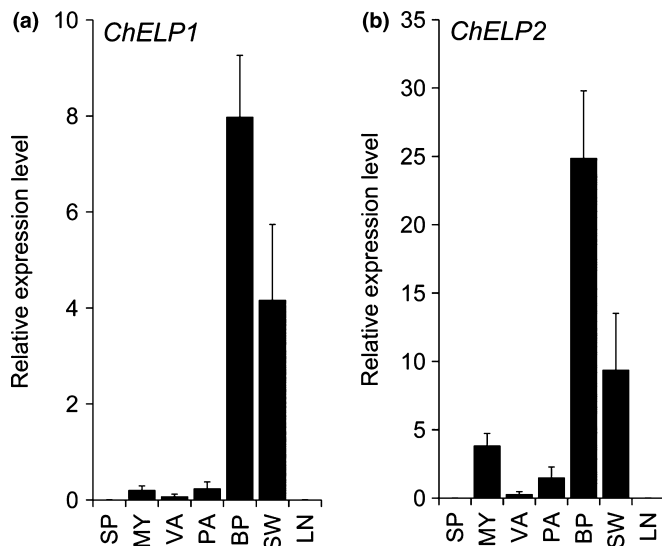 (a)
ChELP1
Relative expression level
10
8
6
4
2
0
SP
MY
VA
PA
BP
SW
LN
(b)
ChELP2
Relative expression level
35
30
25
20
15
10
5
0
SP
MY
VA
PA
BP
SW
LN